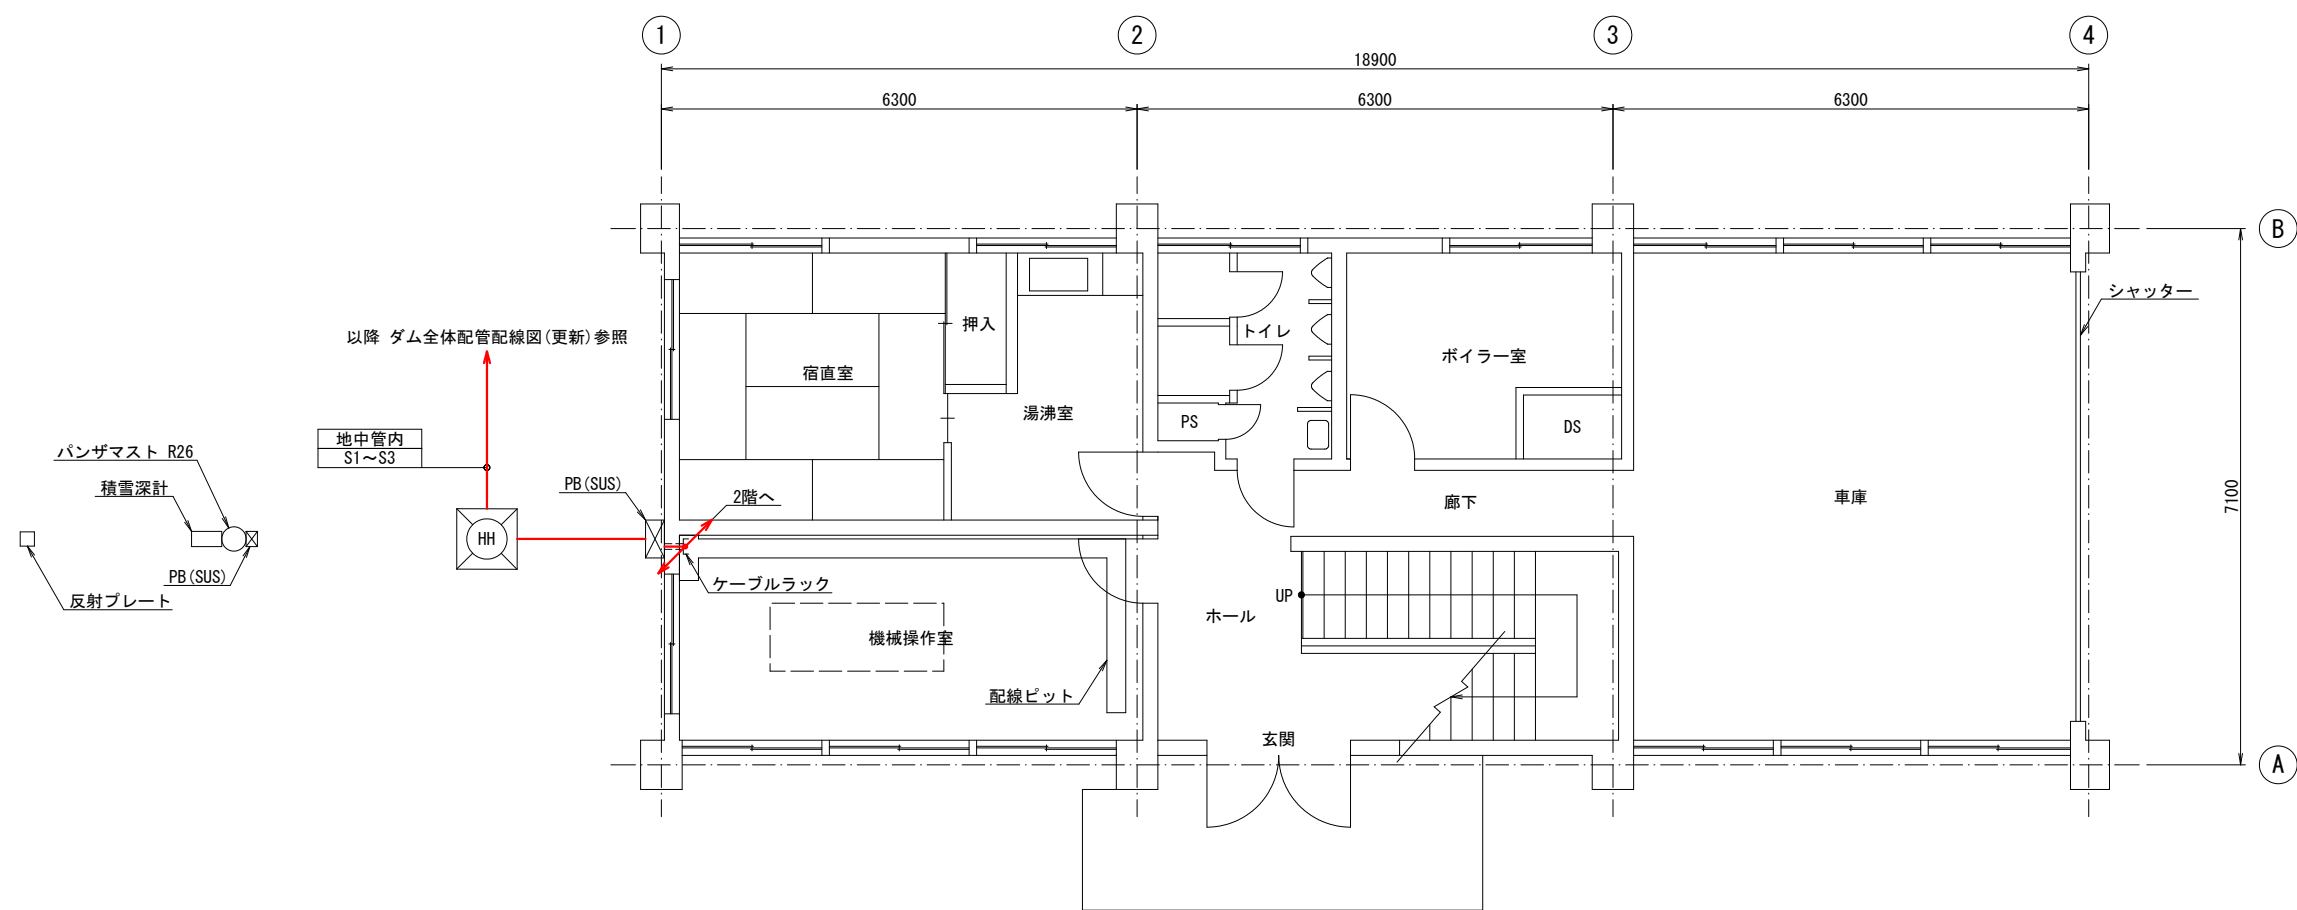 1
2
3
4
18900
6300
6300
6300
B
シャッター
押入
トイレ
以降 ダム全体配管配線図(更新)参照
ボイラー室
宿直室
湯沸室
PS
DS
地中管内
S1～S3
パンザマスト R26
積雪深計
PB(SUS)
2階へ
廊下
車庫
7100
HH
PB(SUS)
反射プレート
ケーブルラック
UP
ホール
機械操作室
配線ピット
玄関
A